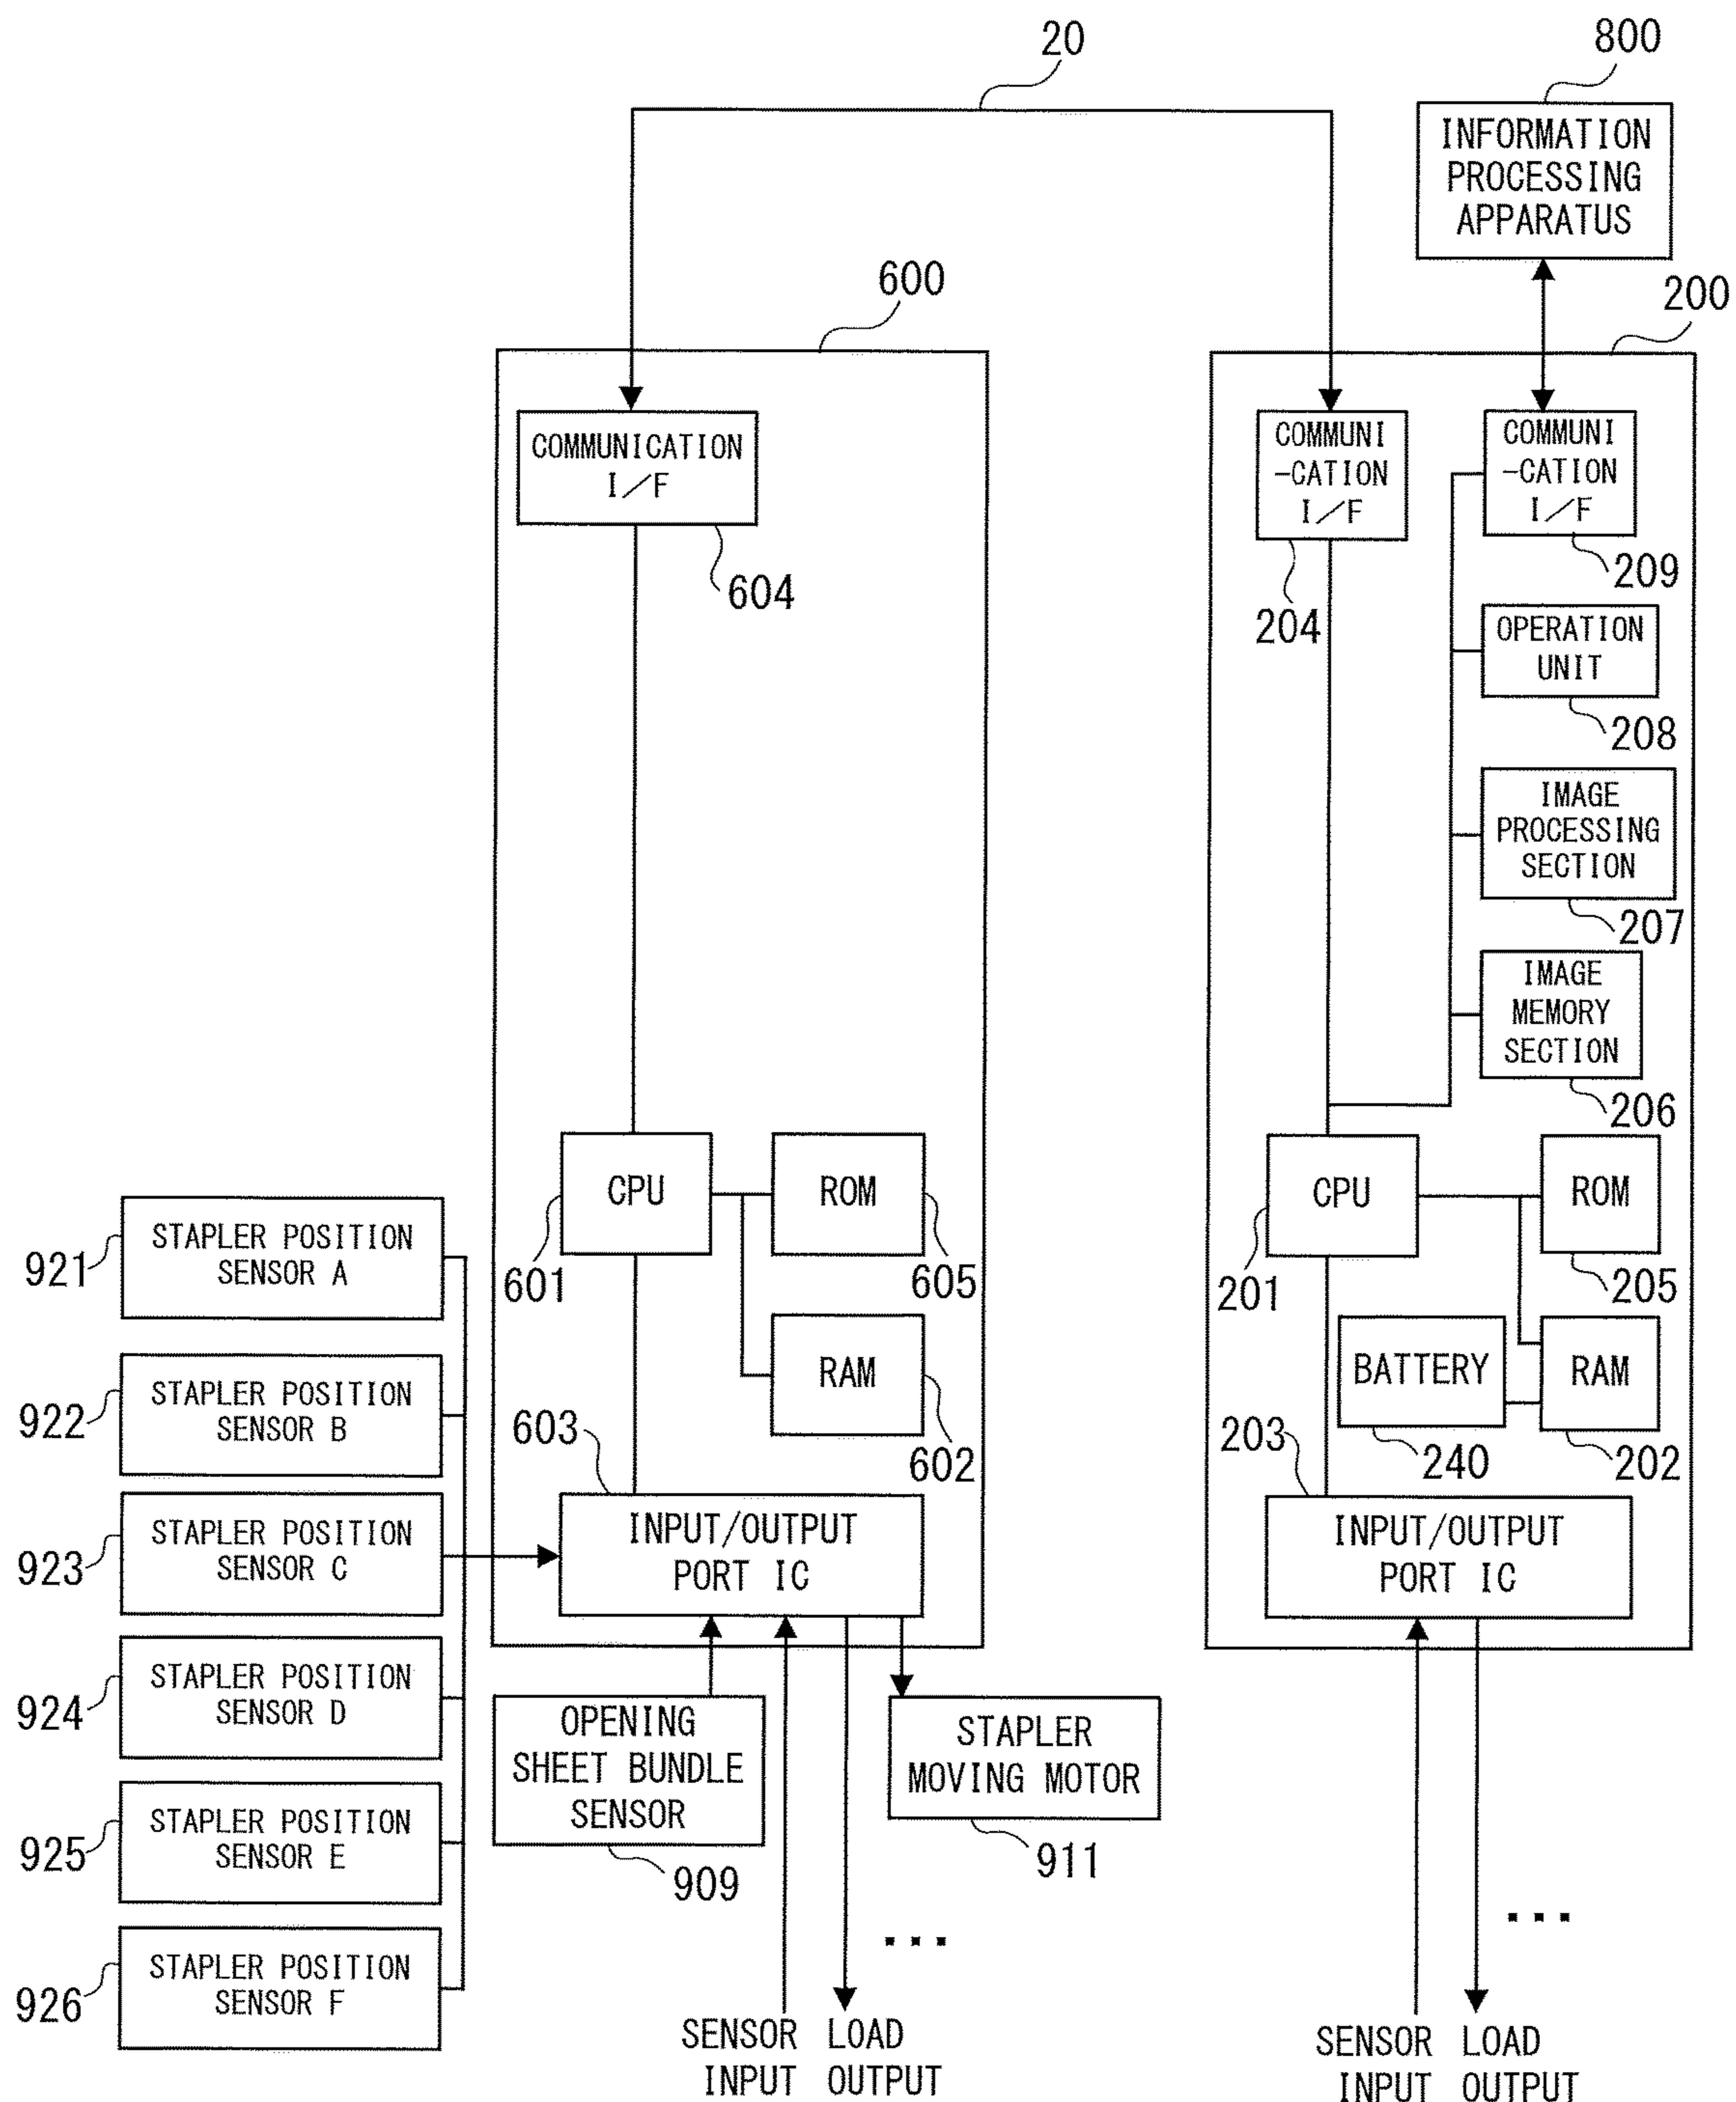 20
800
INFORMATION
PROCESSING
APPARATUS
600
200
COMMUNICATION
I/F
604
COMMUNI
-CATION
I/F
204
COMMUNI
-CATION
I/F
209
OPERATION
UNIT
208
IMAGE
PROCESSING
SECTION
207
IMAGE
MEMORY
SECTION
206
CPU
601
ROM
605
RAM
602
603
INPUT/OUTPUT
PORT IC
CPU
201
ROM
205
BATTERY
240
RAM
202
203
INPUT/OUTPUT
PORT IC
921
STAPLER POSITION
SENSOR A
922
STAPLER POSITION
SENSOR B
923
STAPLER POSITION
SENSOR C
924
STAPLER POSITION
SENSOR D
925
STAPLER POSITION
SENSOR E
926
STAPLER POSITION
SENSOR F
OPENING
SHEET BUNDLE
SENSOR
909
STAPLER
MOVING MOTOR
911
...
SENSOR
INPUT
LOAD
OUTPUT
...
SENSOR
INPUT
LOAD
OUTPUT